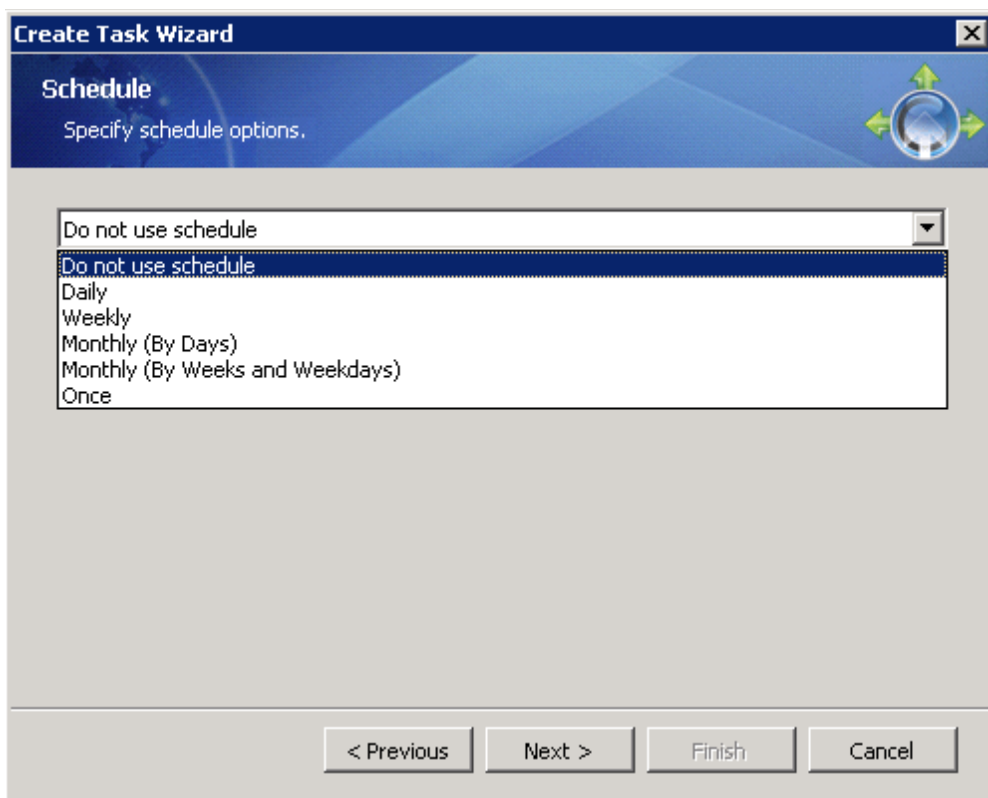 Create Task Wizard
Schedule
Specify schedule options.
Do not use schedule
Do not use schedule
Daily
Weekly
Monthly (By Days)
Monthly (By Weeks and Weekdays)
Once
< Previous
Next >
Finish
Cancel